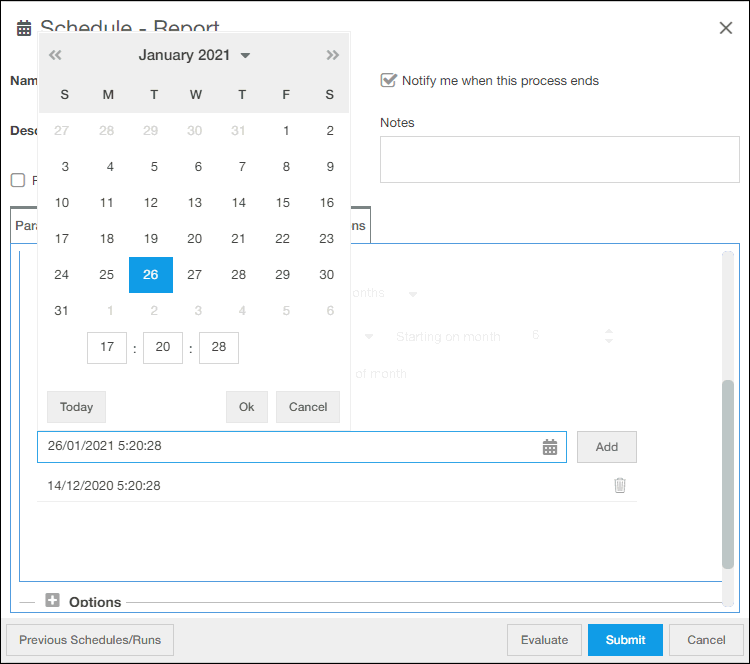 Schedule - Report
« January 2021 »
Nam
Notify me when this process ends
S M T W T F S
Desc
27 28 29 30 31 1 2
Notes
3 4 5 6 7 8 9
F
10 11 12 13 14 15 16
Para
ns
17 18 19 20 21 22 23
24 25 26 27 28 29 30
onths
31 1 2 3 4 5 6
Starting on month 6
17 : 20 : 28
of month
Today Ok Cancel
26/01/2021 5:20:28 Add
14/12/2020 5:20:28
Options
Previous Schedules/Runs Evaluate Submit Cancel